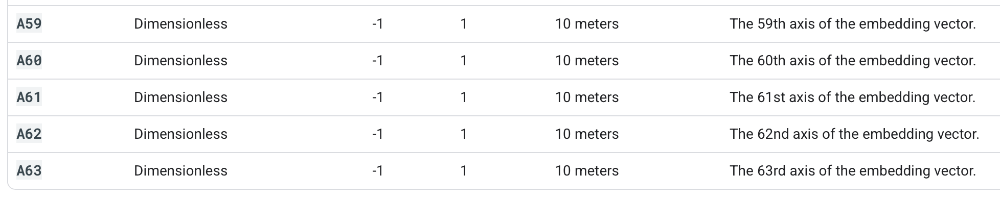 A59 Dimensionless -1 1 10 meters The 59th axis of the embedding vector.
A60 Dimensionless -1 1 10 meters The 60th axis of the embedding vector.
A61 Dimensionless -1 1 10 meters The 61st axis of the embedding vector.
A62 Dimensionless -1 1 10 meters The 62nd axis of the embedding vector.
A63 Dimensionless -1 1 10 meters The 63rd axis of the embedding vector.